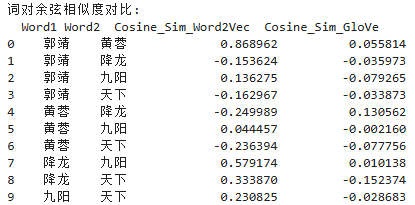 词对余弦相似度对比:
Word1 Word2 Cosine_Sim_Word2Vec Cosine_Sim_GloVe
0 郭靖 黄蓉 0.868962 0.055814
1 郭靖 降龙 -0.153624 -0.035973
2 郭靖 九阳 0.136275 -0.079265
3 郭靖 天下 -0.162967 -0.033873
4 黄蓉 降龙 -0.249989 0.130562
5 黄蓉 九阳 0.044457 -0.002160
6 黄蓉 天下 -0.236394 -0.077756
7 降龙 九阳 0.579174 0.010138
8 降龙 天下 0.333870 -0.152374
9 九阳 天下 0.230825 -0.028683